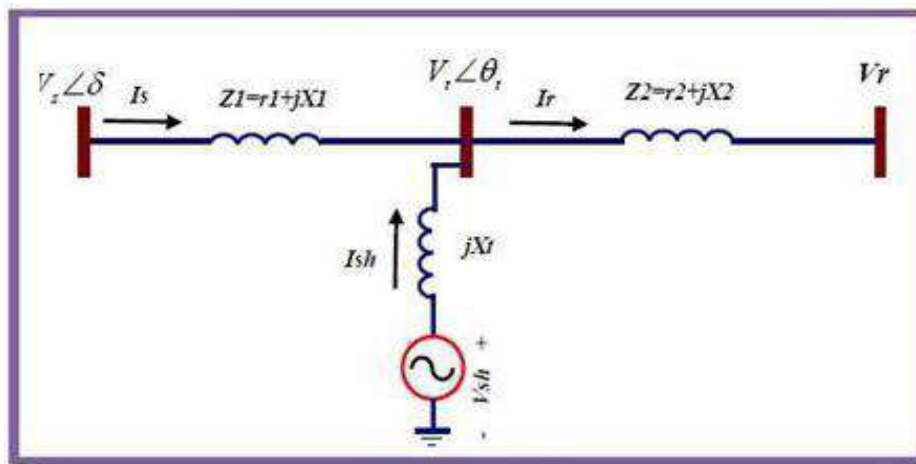 V_s∠δ
Is
Z1=r1+jX1
V_t∠θ_t
Ir
Z2=r2+jX2
Vr
Ish
jXt
+
Vsh
-